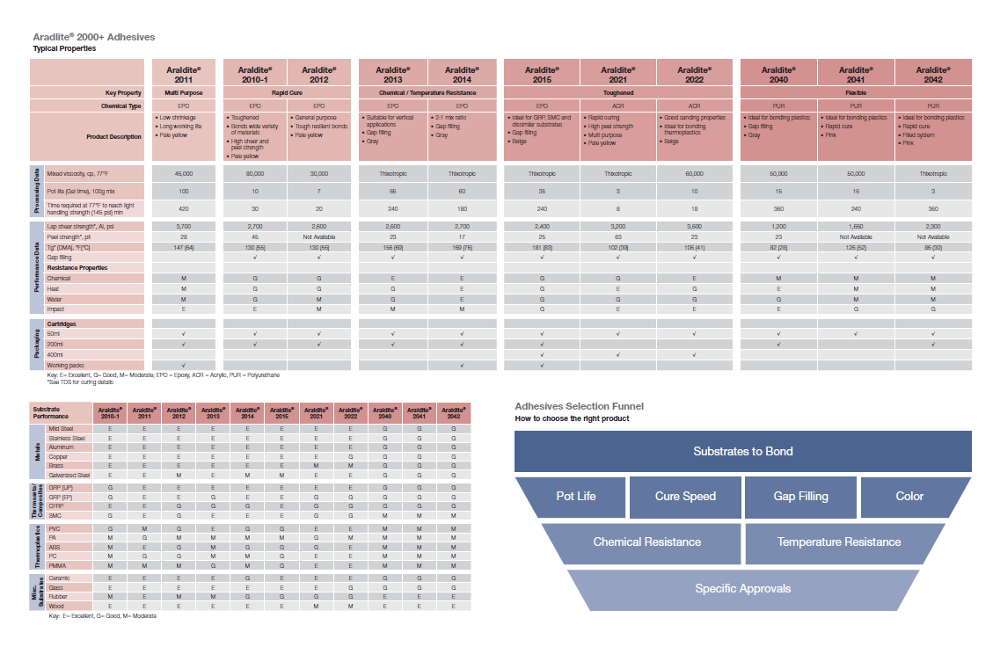 Aradlite® 2000+ Adhesives
Typical Properties
Araldite® 2011 Araldite® 2010-1 Araldite® 2012 Araldite® 2013 Araldite® 2014 Araldite® 2015 Araldite® 2021 Araldite® 2022 Araldite® 2040 Araldite® 2041 Araldite® 2042
Key Property Multi Purpose Rapid Cure Chemical / Temperature Resistance Toughened Flexible
Chemical Type EPO EPO EPO EPO EPO EPO ACR ACR PUR PUR PUR
Product Description
• Low shrinkage
• Long working life
• Pale yellow
• Toughened
• Bonds wide variety
of materials
• High sheer and
peel strength
• Pale yellow
• General purpose
• Tough resilient bonds
• Pale yellow
• Suitable for vertical
applications
• Gap filling
• Gray
• 2:1 mix ratio
• Gap filling
• Gray
• Ideal for GRP, SMC and
dissimilar substrates
• Gap filling
• Beige
• Rapid curing
• High peel strength
• Multi purpose
• Pale yellow
• Good sanding properties
• Ideal for bonding
thermoplastics
• Beige
• Ideal for bonding plastics
• Gap filling
• Gray
• Ideal for bonding plastics
• Rapid cure
• Pink
• Ideal for bonding plastics
• Rapid cure
• Filled system
• Pink
Processing Data
Mixed viscosity, cp, 77°F 45,000 80,000 30,000 Thixotropic Thixotropic Thixotropic Thixotropic 60,000 50,000 50,000 Thixotropic
Pot life (Gel time), 100g mix 100 10 7 65 60 35 3 10 15 15 3
Time required at 77°F to reach light
handing strength (145 psi) min 420 30 20 240 180 240 8 18 360 240 360
Performance Data
Lap shear strength*, Al, psi 3,700 2,700 2,600 2,600 2,700 2,400 3,200 3,600 1,200 1,650 2,300
Peel strength*, pli 28 45 Not Available 23 17 25 63 23 23 Not Available Not Available
Tg* (DMA), °F(°C) 147 (64) 130 (55) 130 (55) 156 (69) 169 (76) 181 (83) 102 (39) 106 (41) 82 (28) 126 (52) 86 (30)
Gap filling √ √ √ √ √ √ √ √ √ √
Resistance Properties
Chemical M G G E E G G E M M M
Heat M G G G E G E G E M M
Water M G M G E G G G G M M
Impact E E M M M G E E E G G
Packaging
Cartridges
50ml √ √ √ √ √ √ √ √ √ √ √
200ml √ √ √ √ √ √ √ √
400ml √ √ √
Working packs √ √ √
Key: E= Excellent, G= Good, M= Moderate; EPO = Epoxy, ACR = Acrylic, PUR = Polyurethane
*See TDS for curing details
Substrate Performance Araldite® 2010-1 Araldite® 2011 Araldite® 2012 Araldite® 2013 Araldite® 2014 Araldite® 2015 Araldite® 2021 Araldite® 2022 Araldite® 2040 Araldite® 2041 Araldite® 2042
Metals
Mild Steel E E E E E E E E G G G
Stainless Steel E E E E E E E E G G G
Aluminum E E E E E E E E G G G
Copper E E E E E E E G G G G
Brass E E E E E E M M G G G
Galvanized Steel E E M E M M E E G G G
Thermosets/
Composites
GRP (UP) G E E E E E E E G G G
GRP (EP) G E E G E E G E G G G
CFRP E E G G G E E G G G G
SMC G E G E E E G G M M M
Thermoplastics
PVC G M G E G G E E M M M
PA M G M M M M G M M M M
ABS M E G M G G E E M M M
PC M G G M M G E E M M M
PMMA M M M G M G E E M M M
Misc.
Substrates
Ceramic E E E E G E E E G G G
Glass E E E E E E E G G G G
Rubber M E M M G G G G E E E
Wood E E E E E E M M E E E
Key: E= Excellent, G= Good, M= Moderate
Adhesives Selection Funnel
How to choose the right product
Substrates to Bond
Pot Life Cure Speed Gap Filling Color
Chemical Resistance Temperature Resistance
Specific Approvals